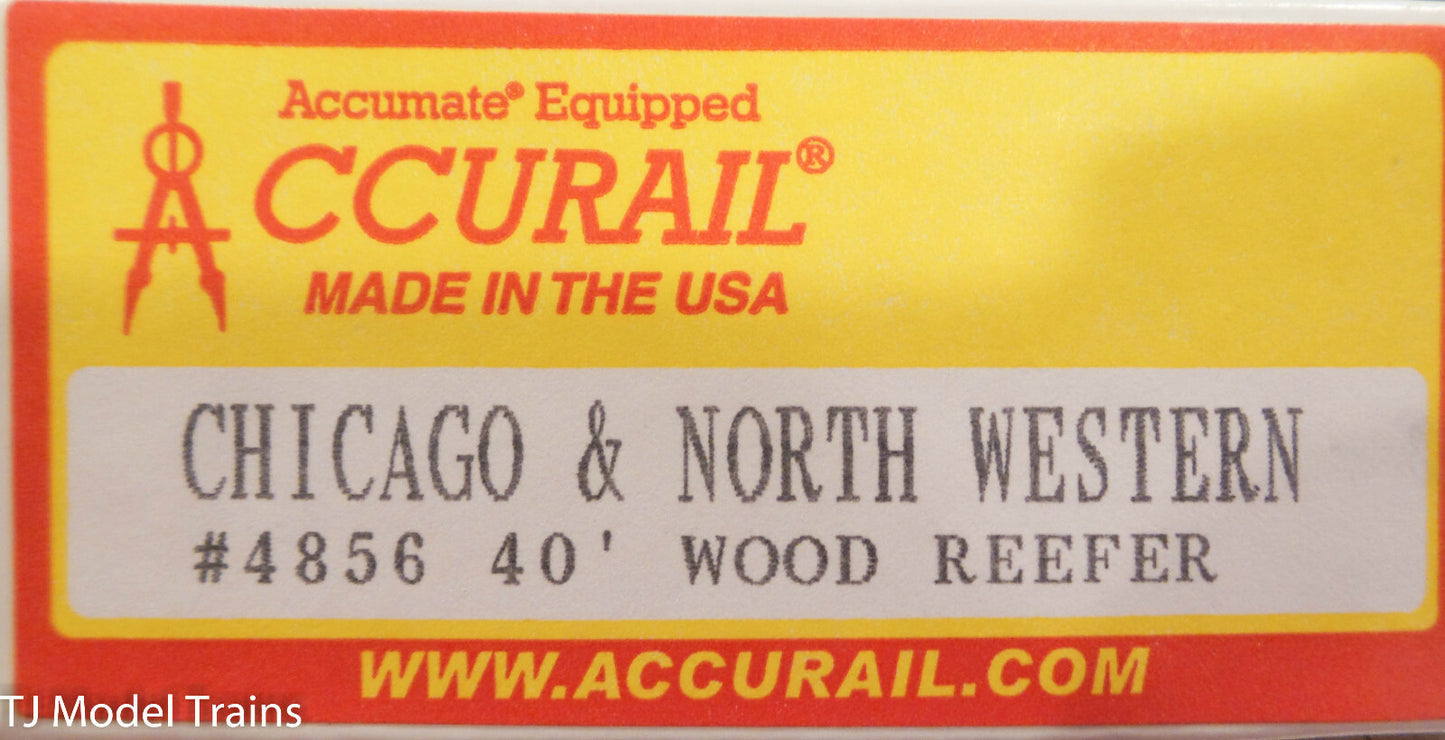 Accumate® Equipped
ACCURAIL®
MADE IN THE USA
CHICAGO & NORTH WESTERN
#4856 40' WOOD REEFER
WWW.ACCURAIL.COM
TJ Model Trains